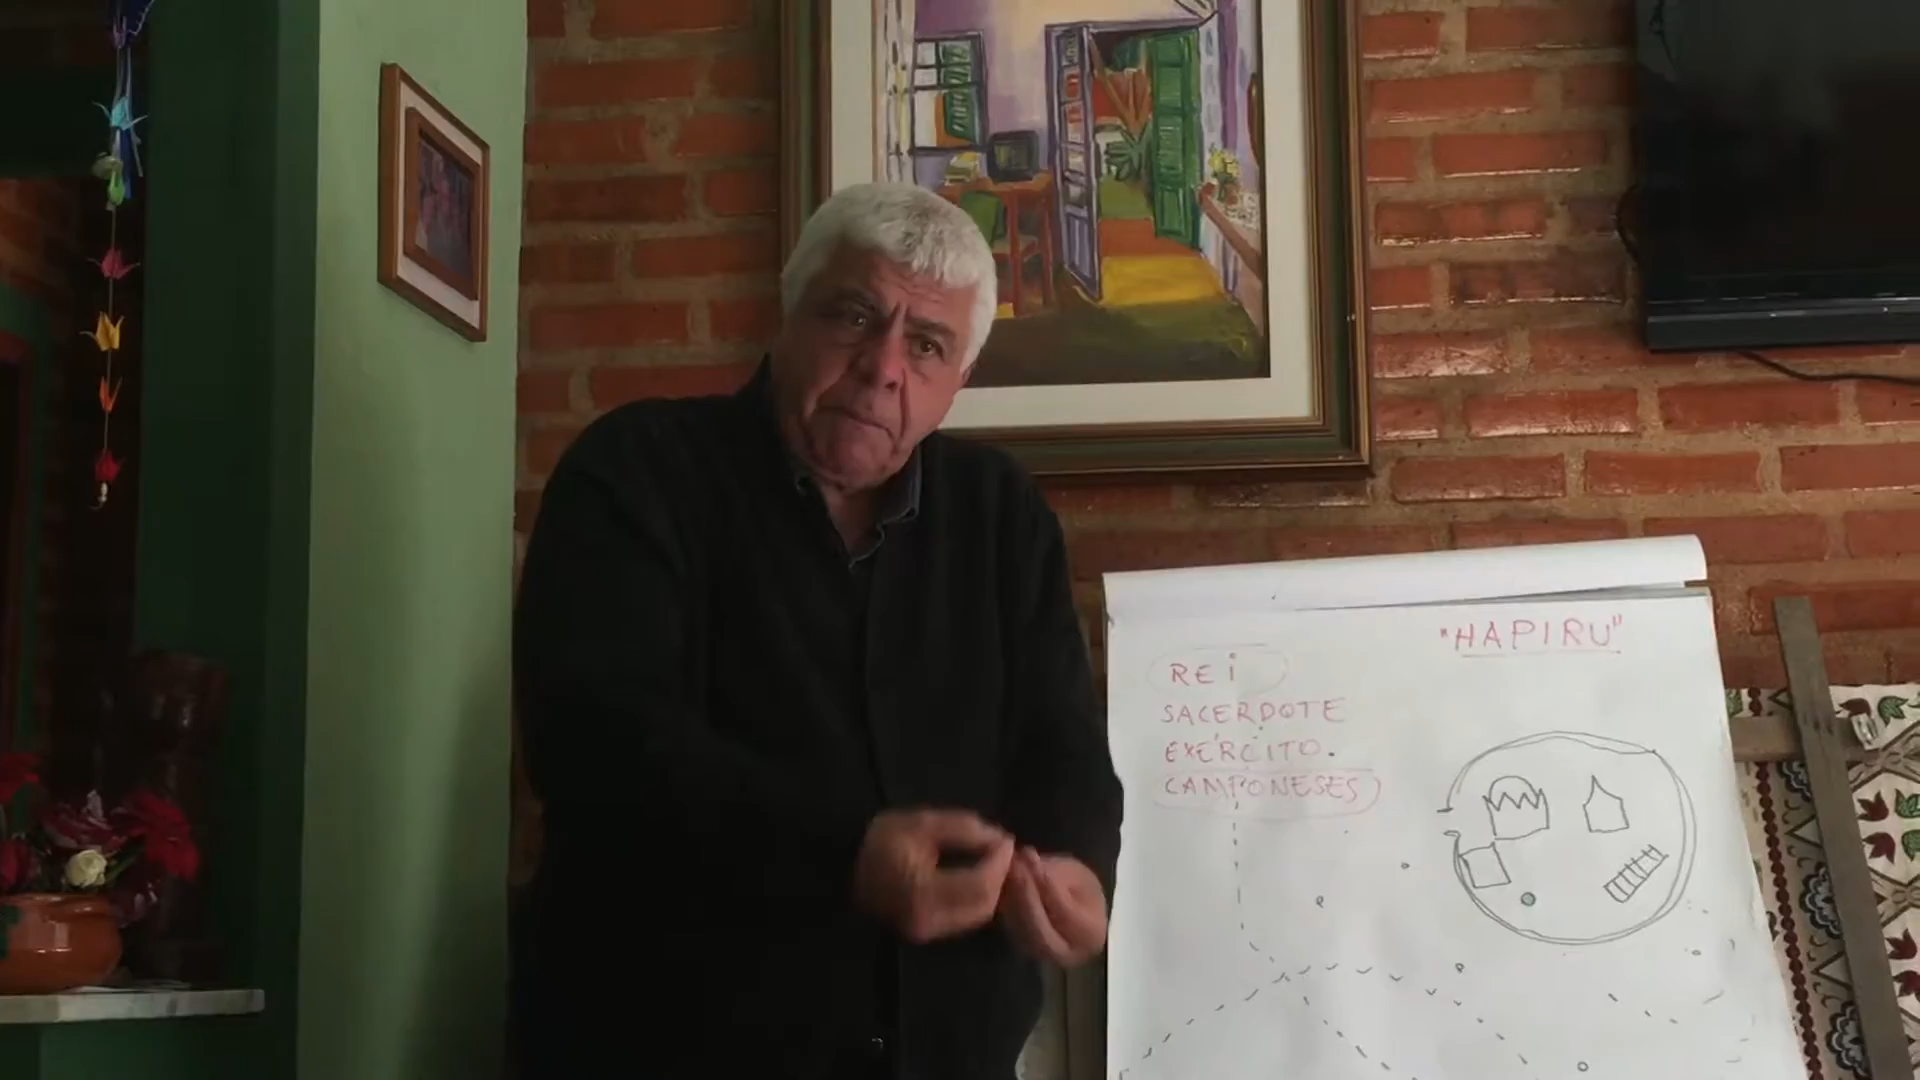 "HAPIRU"
REI
SACERDOTE
EXÉRCITO.
CAMPONESES